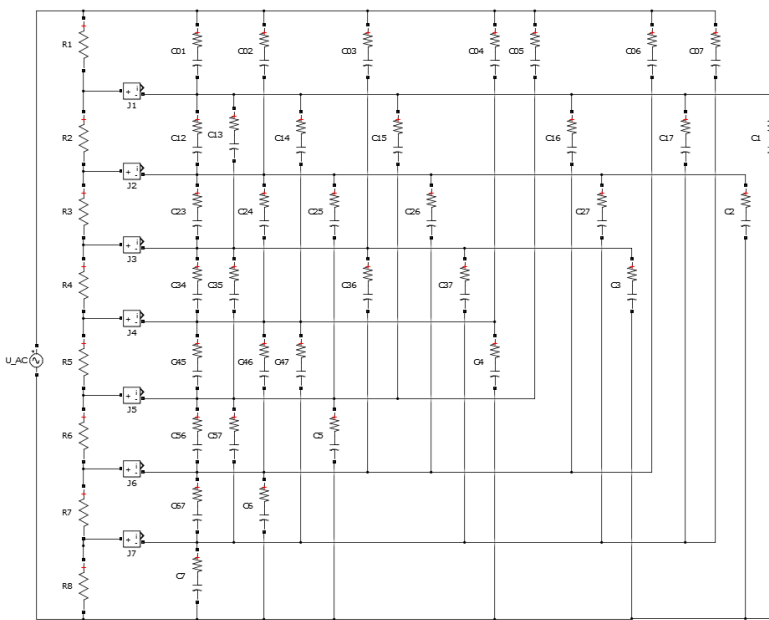 R1
C01 C02 C03 C04 C05 C06 C07
J1
R2 C12 C13 C14 C15 C16 C17 C1
J2
R3 C23 C24 C25 C26 C27 C2
J3
R4 C34 C35 C36 C37 C3
J4
U_AC R5 C45 C46 C47 C4
J5
R6 C56 C57 C5
J6
R7 C67 C6
J7
R8 C7